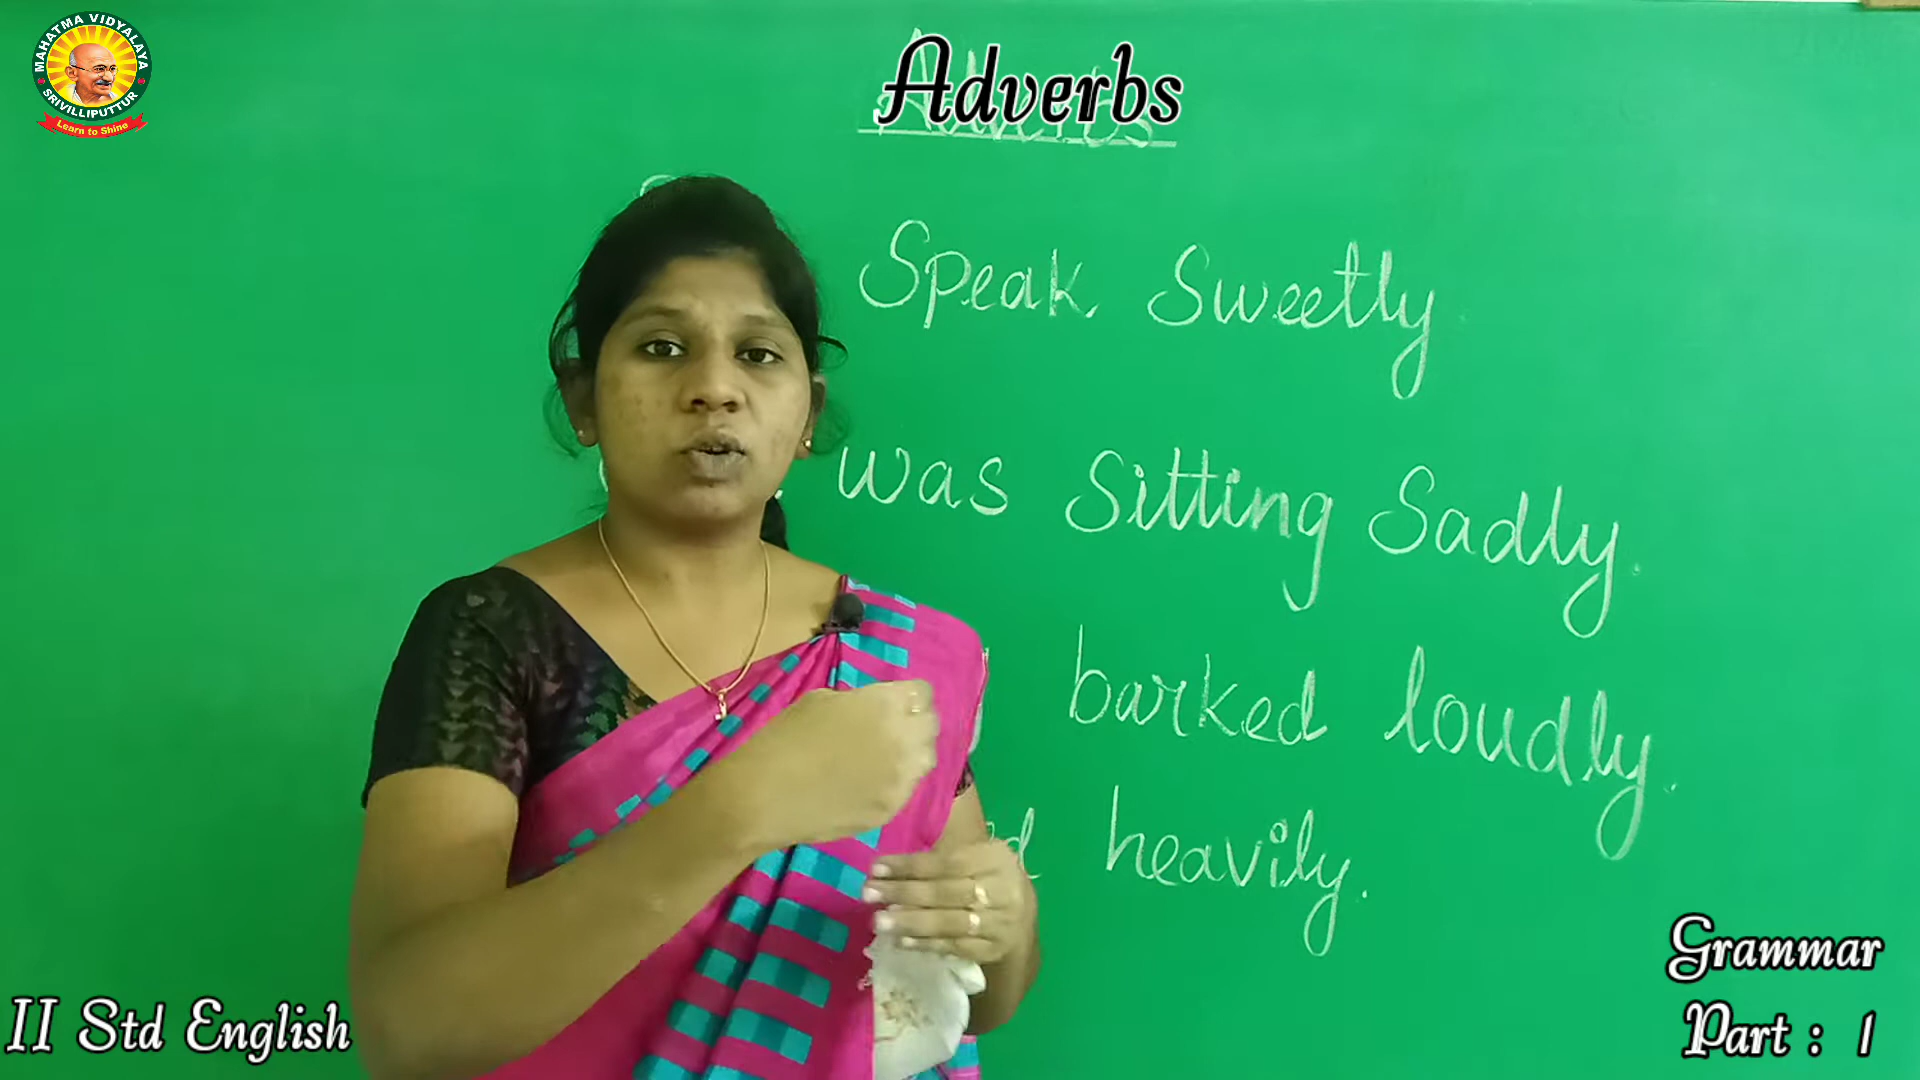 MAHATMA VIDYALAYA
SRIVILLIPUTTUR
Learn to Shine
Adverbs
Adverbs
Speak Sweetly
was Sitting Sadly.
barked loudly.
heavily.
Grammar
Part : 1
II Std English